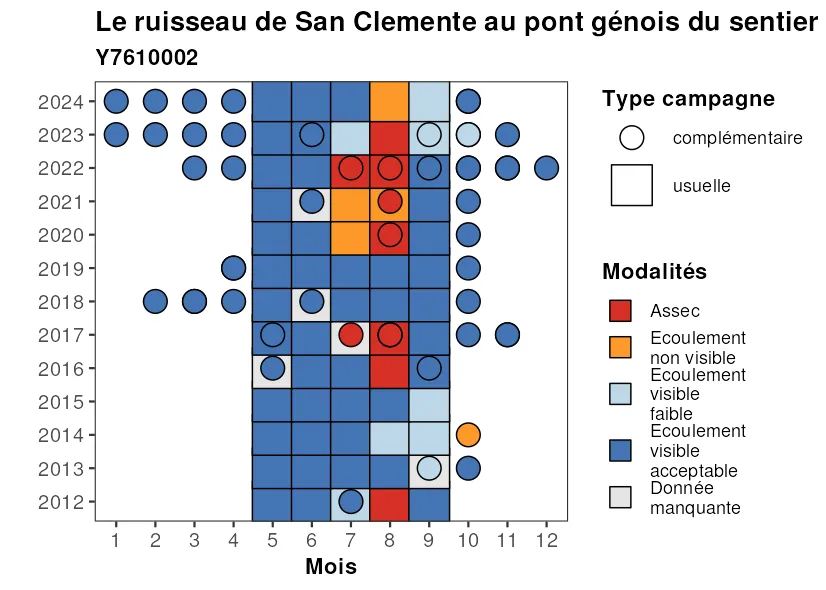 Le ruisseau de San Clemente au pont génois du sentier
Y7610002
2024
2023
2022
2021
2020
2019
2018
2017
2016
2015
2014
2013
2012
1 2 3 4 5 6 7 8 9 10 11 12
Mois
Type campagne
complémentaire
usuelle
Modalités
Assec
Ecoulement
non visible
Ecoulement
visible
faible
Ecoulement
visible
acceptable
Donnée
manquante